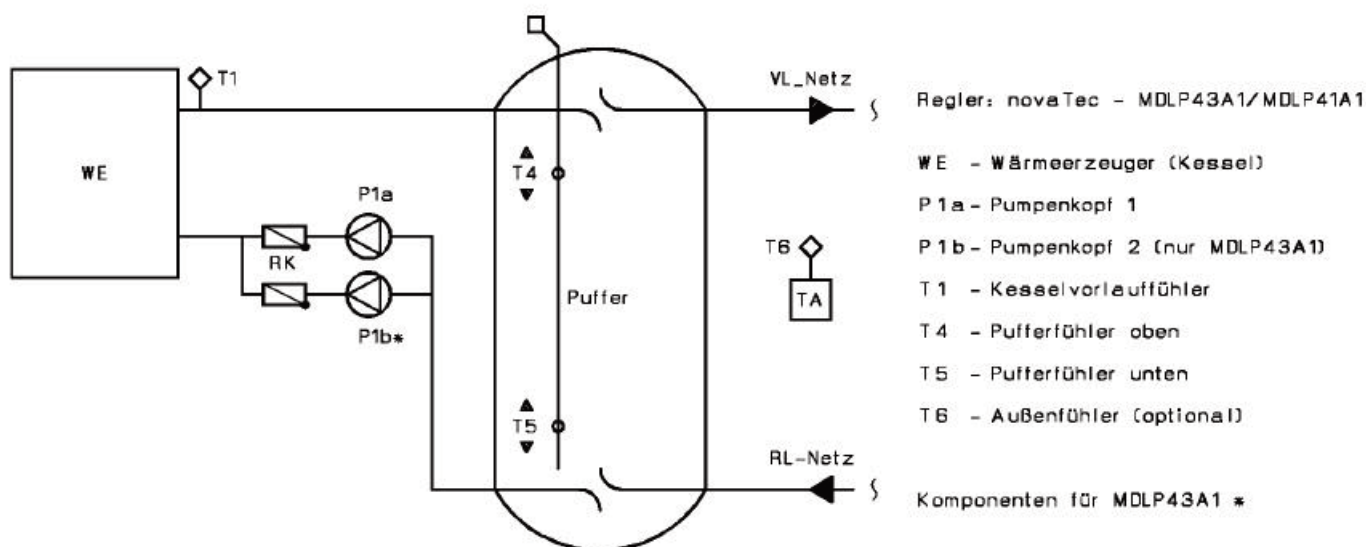 T1
VL_Netz
Regler: novaTec - MDLP43A1/MDLP41A1
WE
T4
WE - Wärmeerzeuger (Kessel)
P1a
P1a - Pumpenkopf 1
RK
T6
P1b - Pumpenkopf 2 (nur MDLP43A1)
Puffer
TA
T1 - Kesselvorlauffühler
P1b*
T4 - Pufferfühler oben
T5 - Pufferfühler unten
T5
T6 - Außenfühler (optional)
RL-Netz
Komponenten für MDLP43A1 *